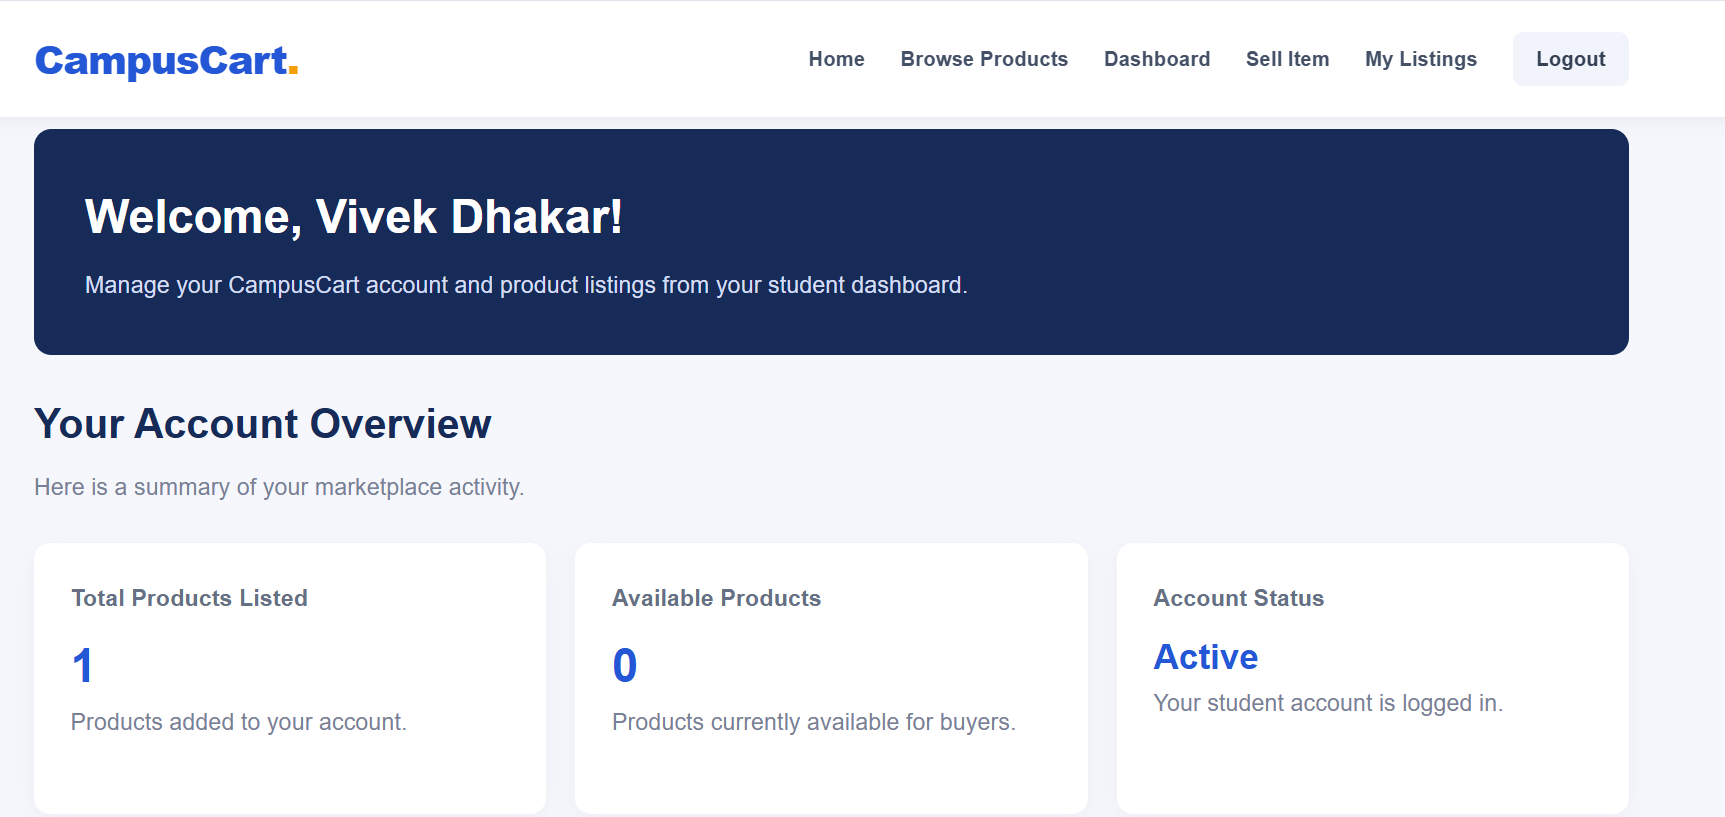 CampusCart.
Home Browse Products Dashboard Sell Item My Listings Logout
Welcome, Vivek Dhakar!
Manage your CampusCart account and product listings from your student dashboard.
Your Account Overview
Here is a summary of your marketplace activity.
Total Products Listed
1
Products added to your account.
Available Products
0
Products currently available for buyers.
Account Status
Active
Your student account is logged in.